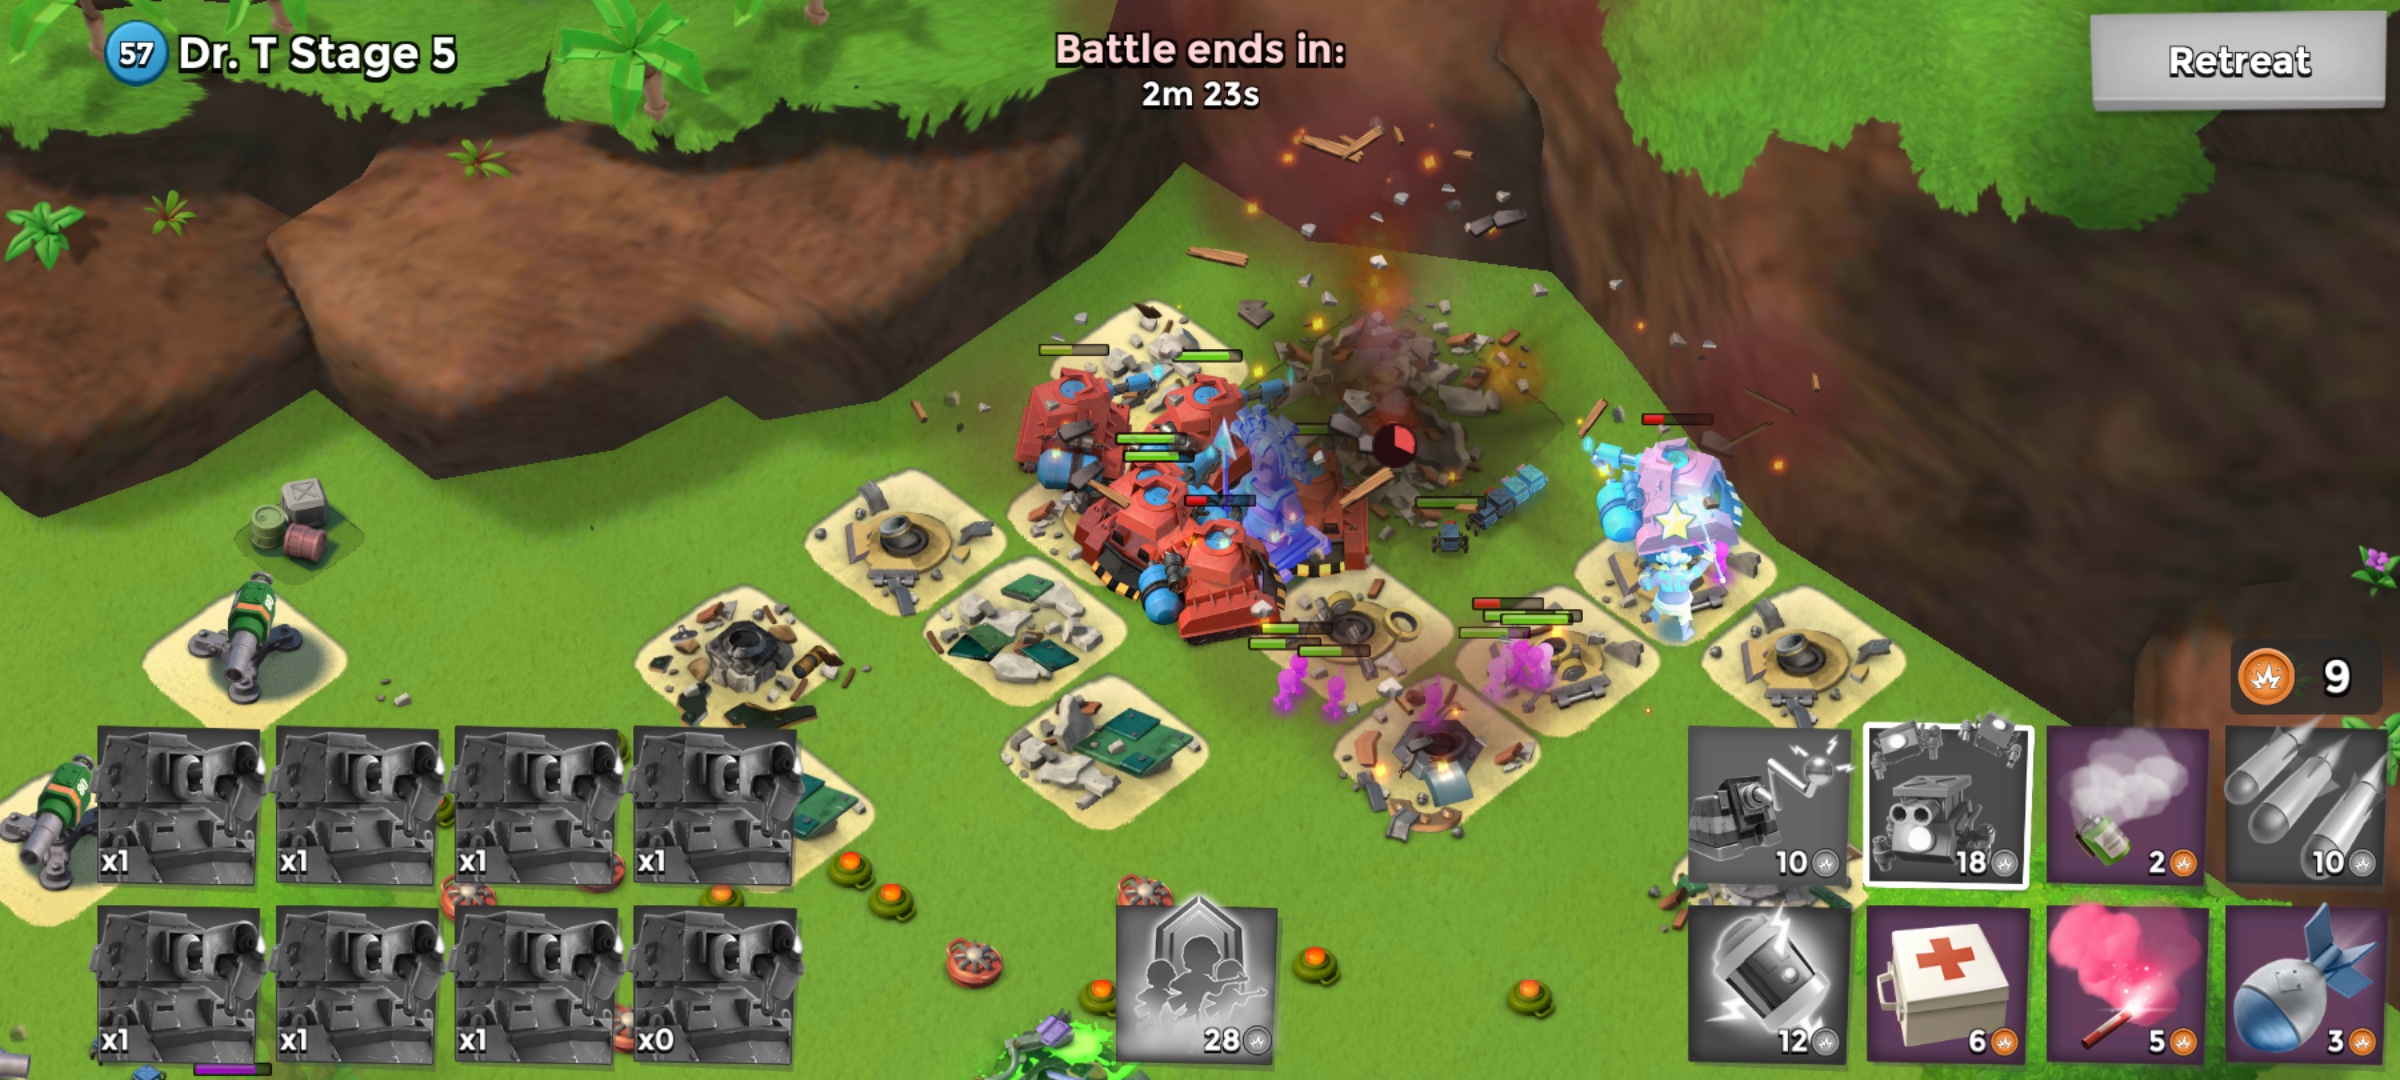 57 Dr. T Stage 5
Battle ends in:
2m 23s
Retreat
9
x1 x1 x1 x1
10 18 2 10
x1 x1 x1 x0
28
12 6 5 3